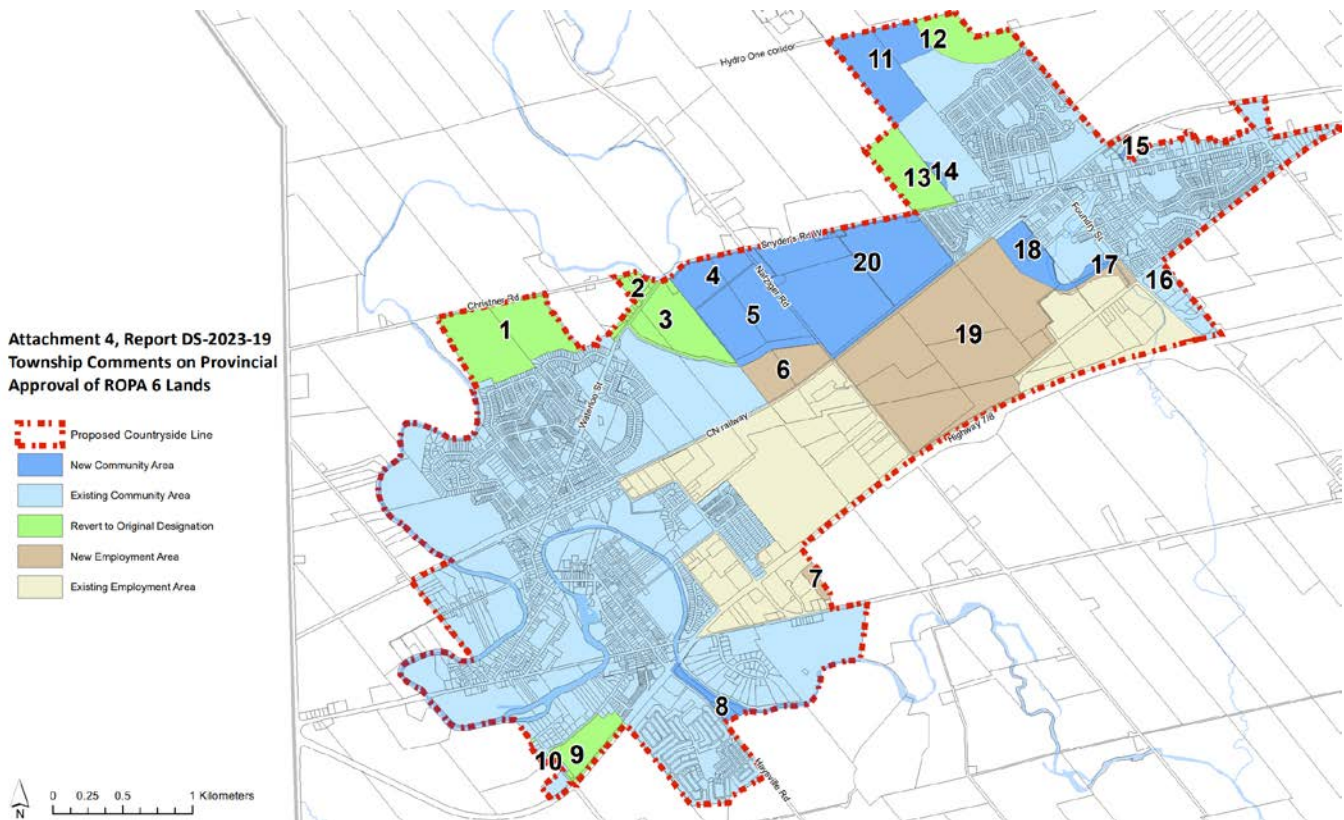 Hydro One corridor
11
12
15
13
14
Snyder's Rd W
Foundry St
18
17
16
4
Nafziger Rd
20
2
Christner Rd
3
5
1
19
6
Waterloo St
CN railway
Highway 7/8
7
8
10
9
Haysville Rd
Attachment 4, Report DS-2023-19
Township Comments on Provincial
Approval of ROPA 6 Lands
Proposed Countryside Line
New Community Area
Existing Community Area
Revert to Original Designation
New Employment Area
Existing Employment Area
N
0 0.25 0.5 1 Kilometers